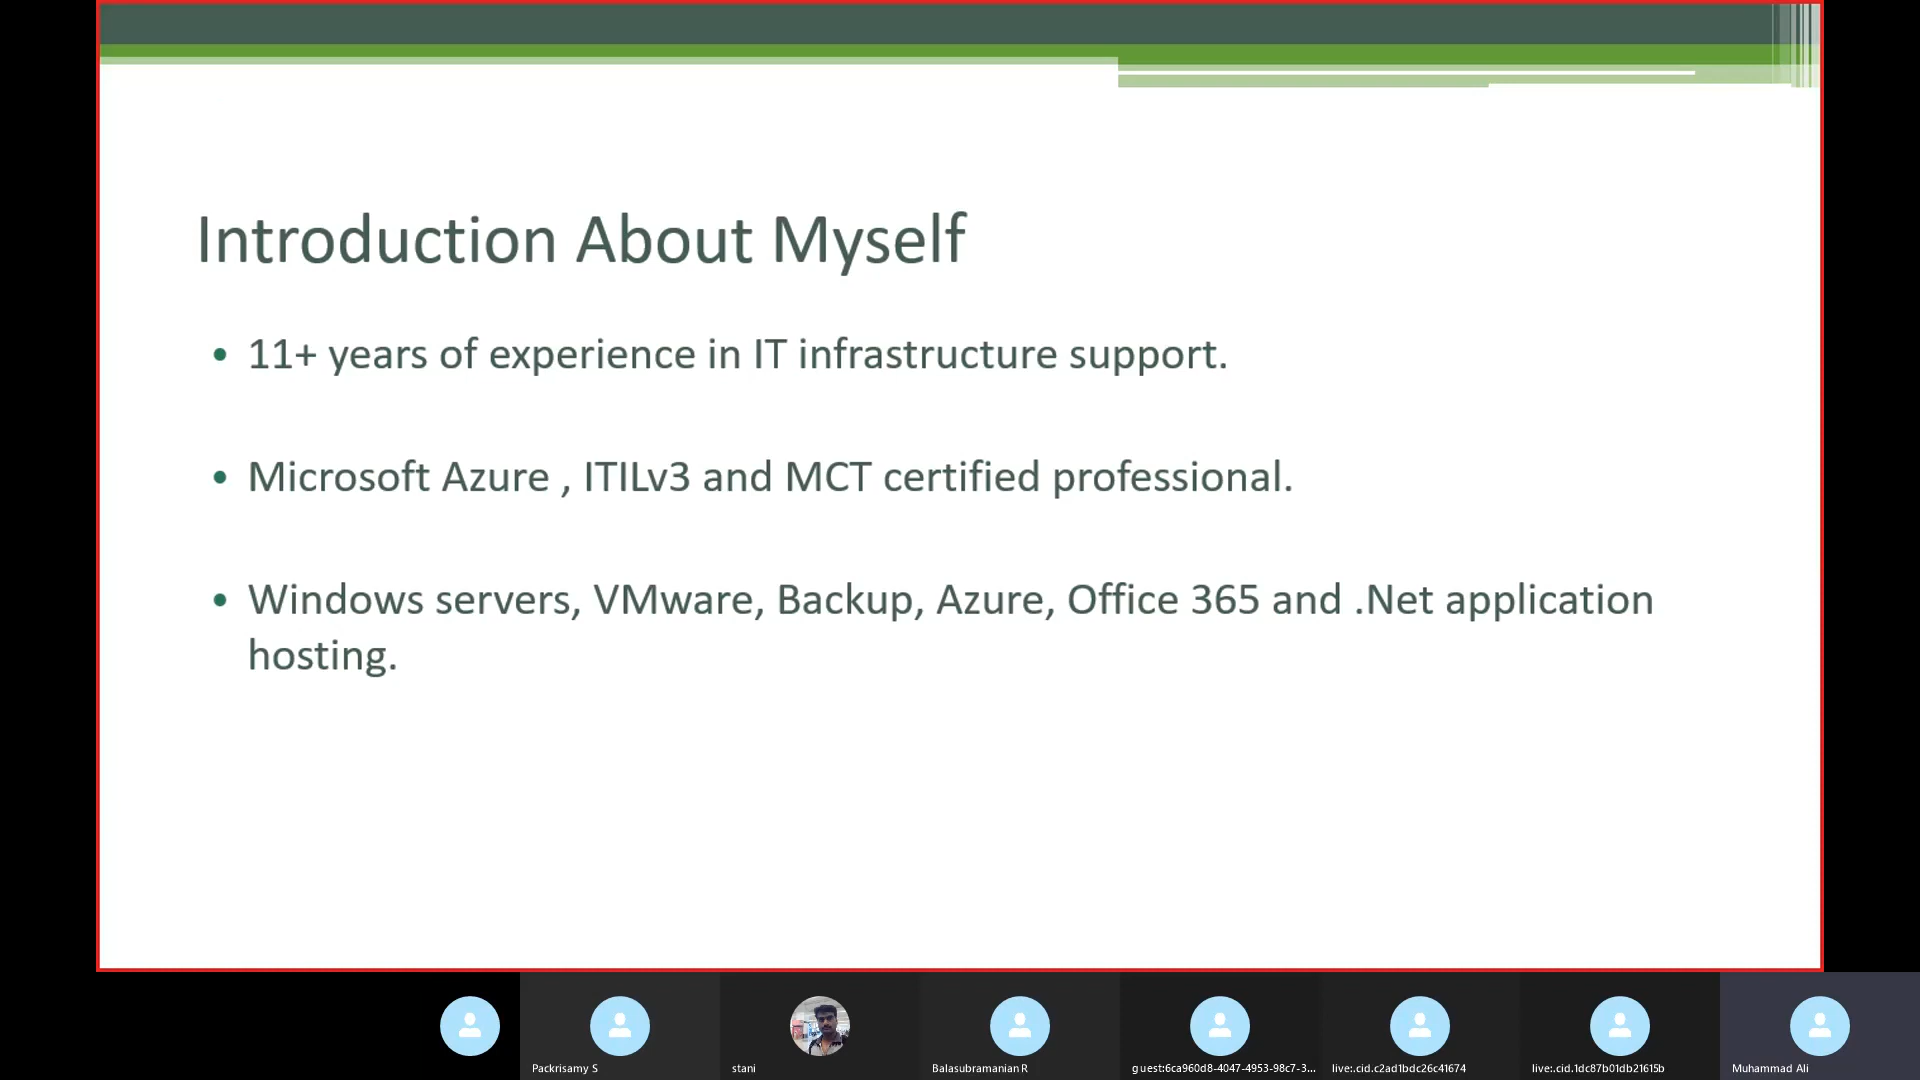 Introduction About Myself
• 11+ years of experience in IT infrastructure support.
• Microsoft Azure , ITILv3 and MCT certified professional.
• Windows servers, VMware, Backup, Azure, Office 365 and .Net application
hosting.
Packrisamy S
stani
Balasubramanian R
guest:6ca960d8-4047-4953-98c7-3...
live:.cid.c2ad1bdc26c41674
live:.cid.1dc87b01db21615b
Muhammad Ali